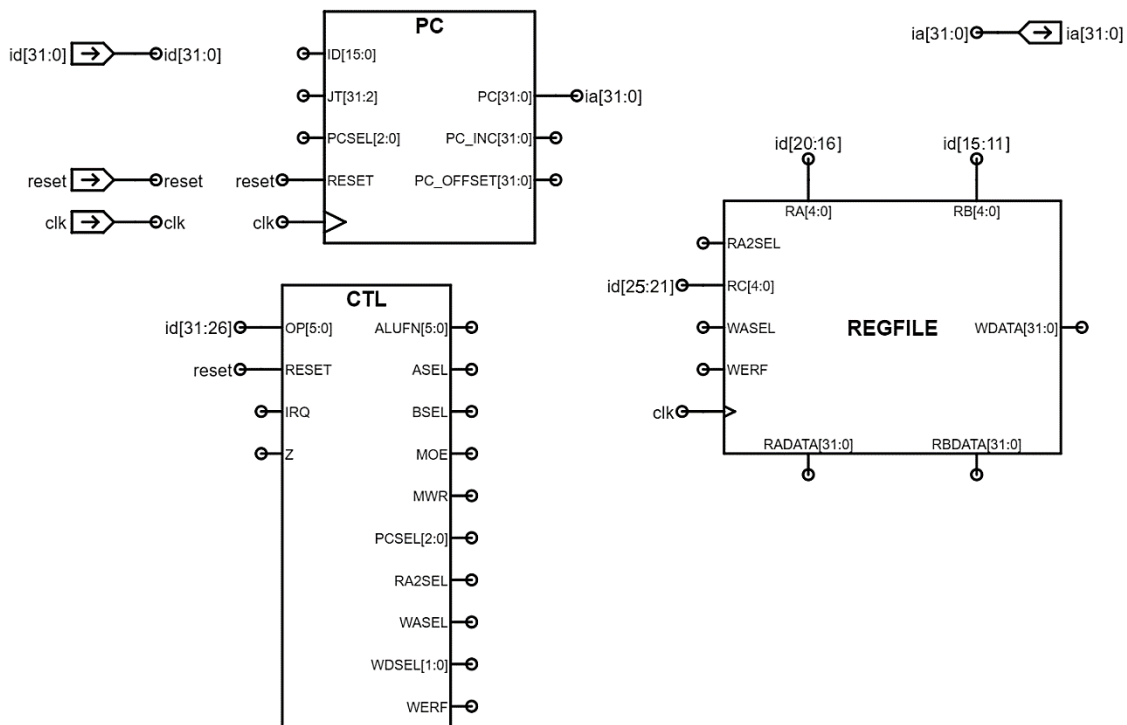 id[31:0]
id[31:0]
reset
reset
clk
clk
PC
ID[15:0]
JT[31:2]
PCSEL[2:0]
reset
RESET
clk
PC[31:0]
ia[31:0]
PC_INC[31:0]
PC_OFFSET[31:0]
ia[31:0]
ia[31:0]
CTL
id[31:26]
OP[5:0]
reset
RESET
IRQ
Z
ALUFN[5:0]
ASEL
BSEL
MOE
MWR
PCSEL[2:0]
RA2SEL
WASEL
WDSEL[1:0]
WERF
id[20:16]
id[15:11]
RA[4:0]
RB[4:0]
RA2SEL
id[25:21]
RC[4:0]
WASEL
WERF
clk
REGFILE
WDATA[31:0]
RADATA[31:0]
RBDATA[31:0]